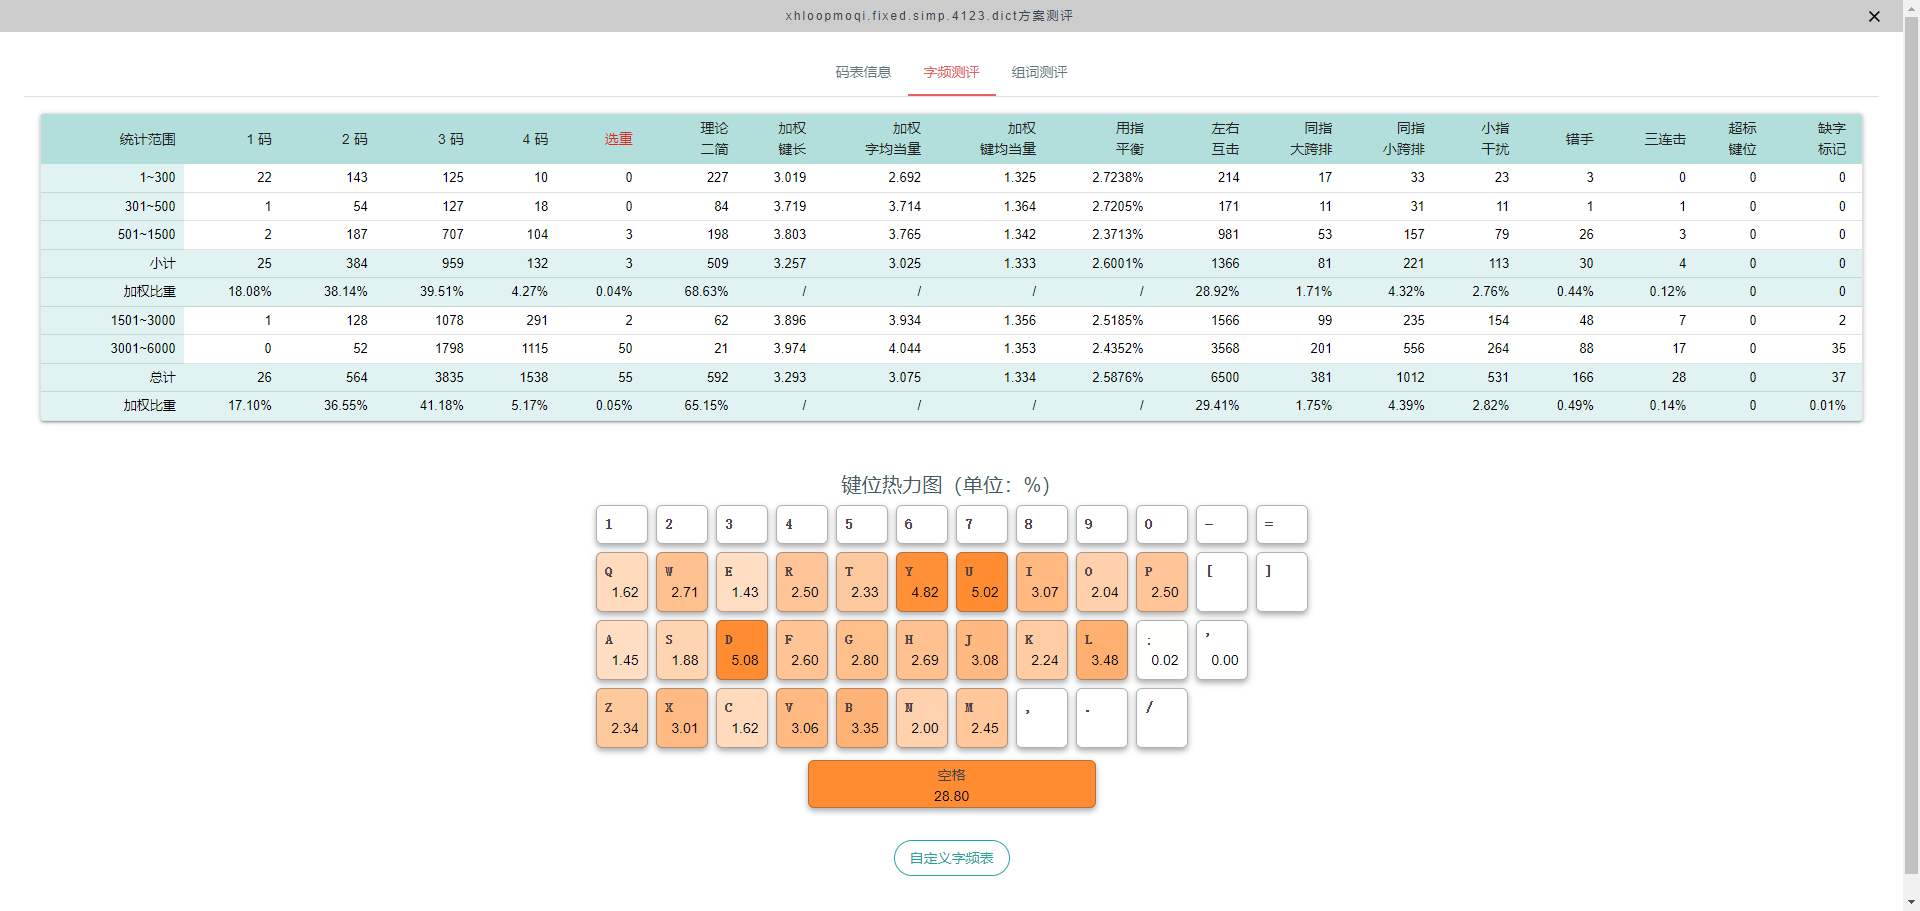 xhloopmoqi.fixed.simp.4123.dict方案测评
码表信息 字频测评 组词测评
统计范围 1 码 2 码 3 码 4 码 选重 理论二简 加权键长 加权字均当量 加权键均当量 用指平衡 左右互击 同指大跨排 同指小跨排 小指干扰 错手 三连击 超标键位 缺字标记
1~300 22 143 125 10 0 227 3.019 2.692 1.325 2.7238% 214 17 33 23 3 0 0 0
301~500 1 54 127 18 0 84 3.719 3.714 1.364 2.7205% 171 11 31 11 1 1 0 0
501~1500 2 187 707 104 3 198 3.803 3.765 1.342 2.3713% 981 53 157 79 26 3 0 0
小计 25 384 959 132 3 509 3.257 3.025 1.333 2.6001% 1366 81 221 113 30 4 0 0
加权比重 18.08% 38.14% 39.51% 4.27% 0.04% 68.63% / / / / 28.92% 1.71% 4.32% 2.76% 0.44% 0.12% 0 0
1501~3000 1 128 1078 291 2 62 3.896 3.934 1.356 2.5185% 1566 99 235 154 48 7 0 2
3001~6000 0 52 1798 1115 50 21 3.974 4.044 1.353 2.4352% 3568 201 556 264 88 17 0 35
总计 26 564 3835 1538 55 592 3.293 3.075 1.334 2.5876% 6500 381 1012 531 166 28 0 37
加权比重 17.10% 36.55% 41.18% 5.17% 0.05% 65.15% / / / / 29.41% 1.75% 4.39% 2.82% 0.49% 0.14% 0 0.01%
键位热力图（单位：%）
1 2 3 4 5 6 7 8 9 0 - =
Q W E R T Y U I O P [ ]
1.62 2.71 1.43 2.50 2.33 4.82 5.02 3.07 2.04 2.50
A S D F G H J K L ; '
1.45 1.88 5.08 2.60 2.80 2.69 3.08 2.24 3.48 0.02 0.00
Z X C V B N M , . /
2.34 3.01 1.62 3.06 3.35 2.00 2.45
空格
28.80
自定义字频表